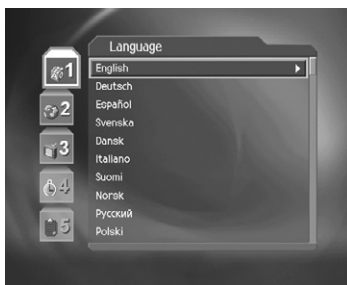 Language
1
English
Deutsch
2
Español
Svenska
3
Dansk
Italiano
4
Suomi
Norsk
5
Русский
Polski